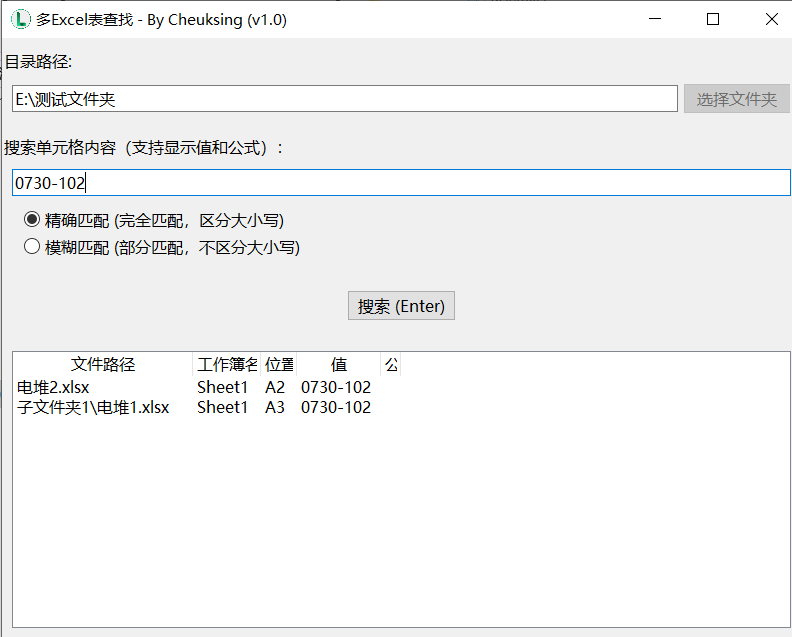 多Excel表查找 - By Cheuksing (v1.0)
目录路径:
E:\测试文件夹 选择文件夹
搜索单元格内容（支持显示值和公式）:
0730-102
精确匹配 (完全匹配，区分大小写)
模糊匹配 (部分匹配，不区分大小写)
搜索 (Enter)
文件路径 工作簿名 位置 值 公
电堆2.xlsx Sheet1 A2 0730-102
子文件夹1\电堆1.xlsx Sheet1 A3 0730-102